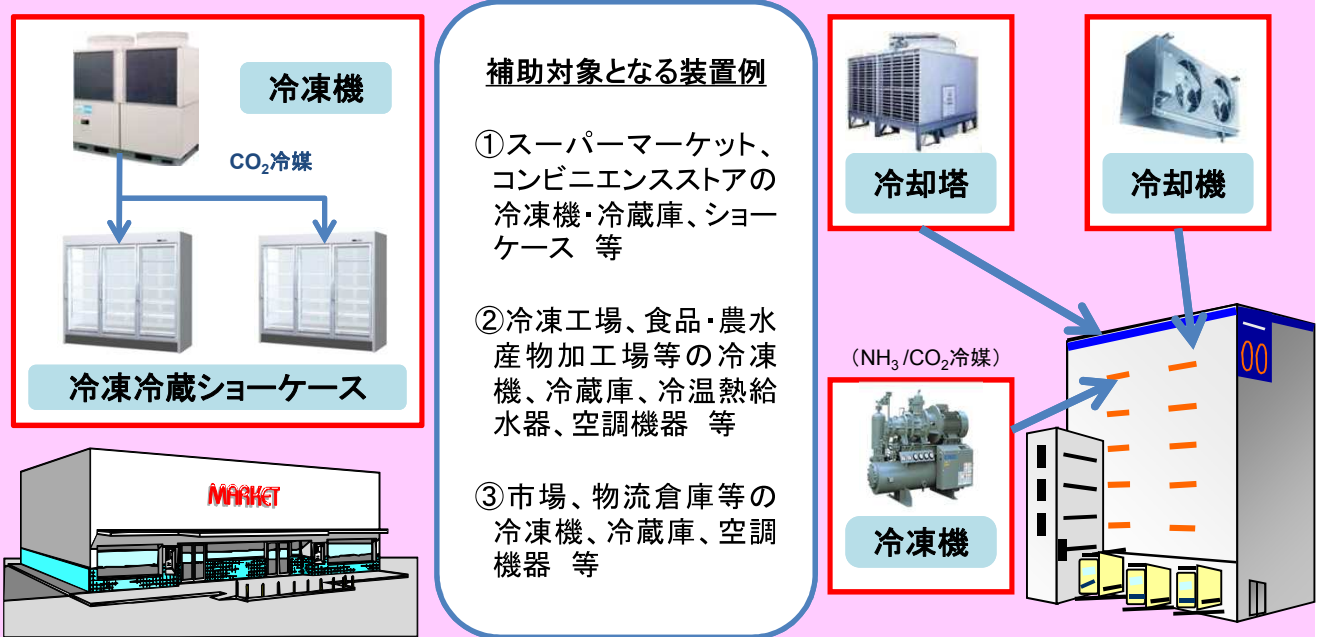 冷凍機
CO₂冷媒
冷凍冷蔵ショーケース
MARKET
補助対象となる装置例
①スーパーマーケット、
コンビニエンスストアの
冷凍機・冷蔵庫、ショー
ケース 等
②冷凍工場、食品・農水
産物加工場等の冷凍
機、冷蔵庫、冷温熱給
水器、空調機器 等
③市場、物流倉庫等の
冷凍機、冷蔵庫、空調
機器 等
冷却塔
冷却機
（NH₃/CO₂冷媒）
冷凍機